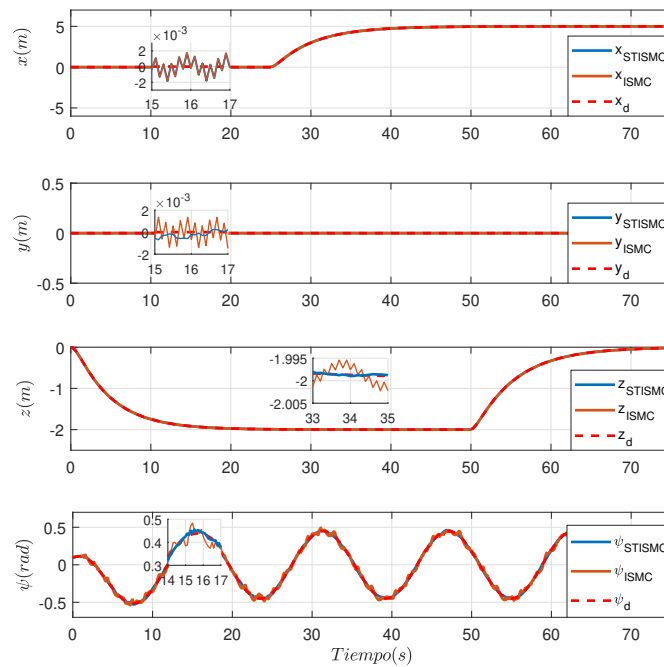 5
0
-5
x(m)
×10⁻³
2
0
-2
15 16 17
x_STISMC
x_ISMC
x_d
0 10 20 30 40 50 60 70
0.5
0
-0.5
y(m)
×10⁻³
2
0
-2
15 16 17
y_STISMC
y_ISMC
y_d
0 10 20 30 40 50 60 70
0
-1
-2
z(m)
-1.995
-2
-2.005
33 34 35
z_STISMC
z_ISMC
z_d
0 10 20 30 40 50 60 70
0.5
0
-0.5
ψ(rad)
0.5
0.4
0.3
14 15 16 17
ψ_STISMC
ψ_ISMC
ψ_d
0 10 20 30 40 50 60 70
Tiempo(s)